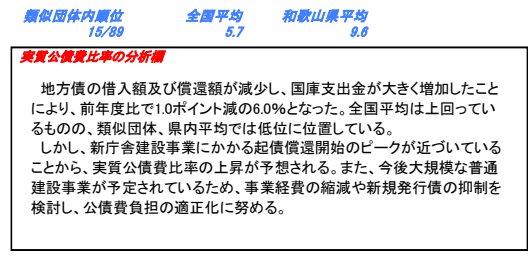 類似団体内順位 全国平均 和歌山県平均
15/89 5.7 9.6
実質公債費比率の分析欄
地方債の借入額及び償還額が減少し、国庫支出金が大きく増加したこと
により、前年度比で1.0ポイント減の6.0%となった。全国平均は上回ってい
るものの、類似団体、県内平均では低位に位置している。
しかし、新庁舎建設事業にかかる起債償還開始のピークが近づいている
ことから、実質公債費比率の上昇が予想される。また、今後大規模な普通
建設事業が予定されているため、事業経費の縮減や新規発行債の抑制を
検討し、公債費負担の適正化に努める。